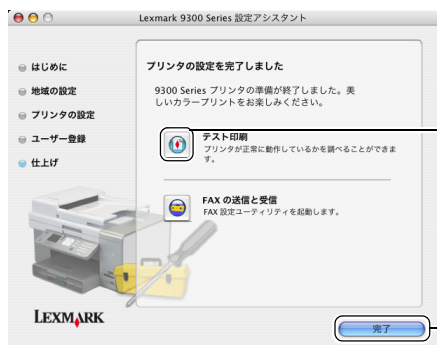 Lexmark 9300 Series 設定アシスタント
はじめに
地域の設定
プリンタの設定
ユーザー登録
仕上げ
プリンタの設定を完了しました
9300 Series プリンタの準備が終了しました。美
しいカラープリントをお楽しみください。
テスト印刷
プリンタが正常に動作しているかを調べることができま
す。
FAX の送信と受信
FAX 設定ユーティリティを起動します。
LEXMARK
完了